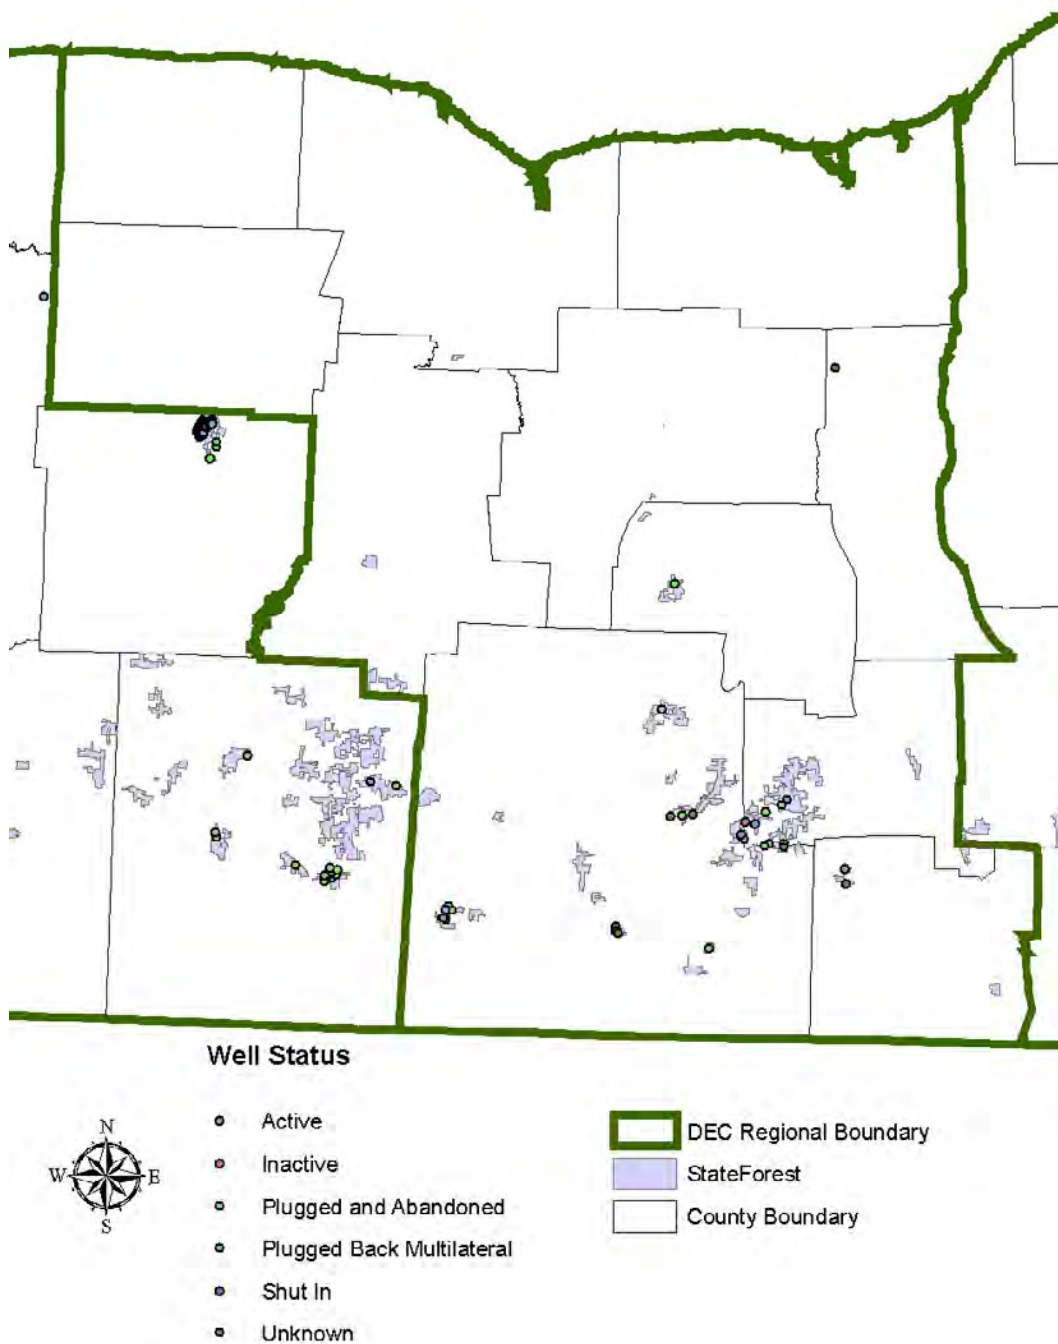 Well Status
Active
Inactive
Plugged and Abandoned
Plugged Back Multilateral
Shut In
Unknown
N
W E
S
DEC Regional Boundary
StateForest
County Boundary